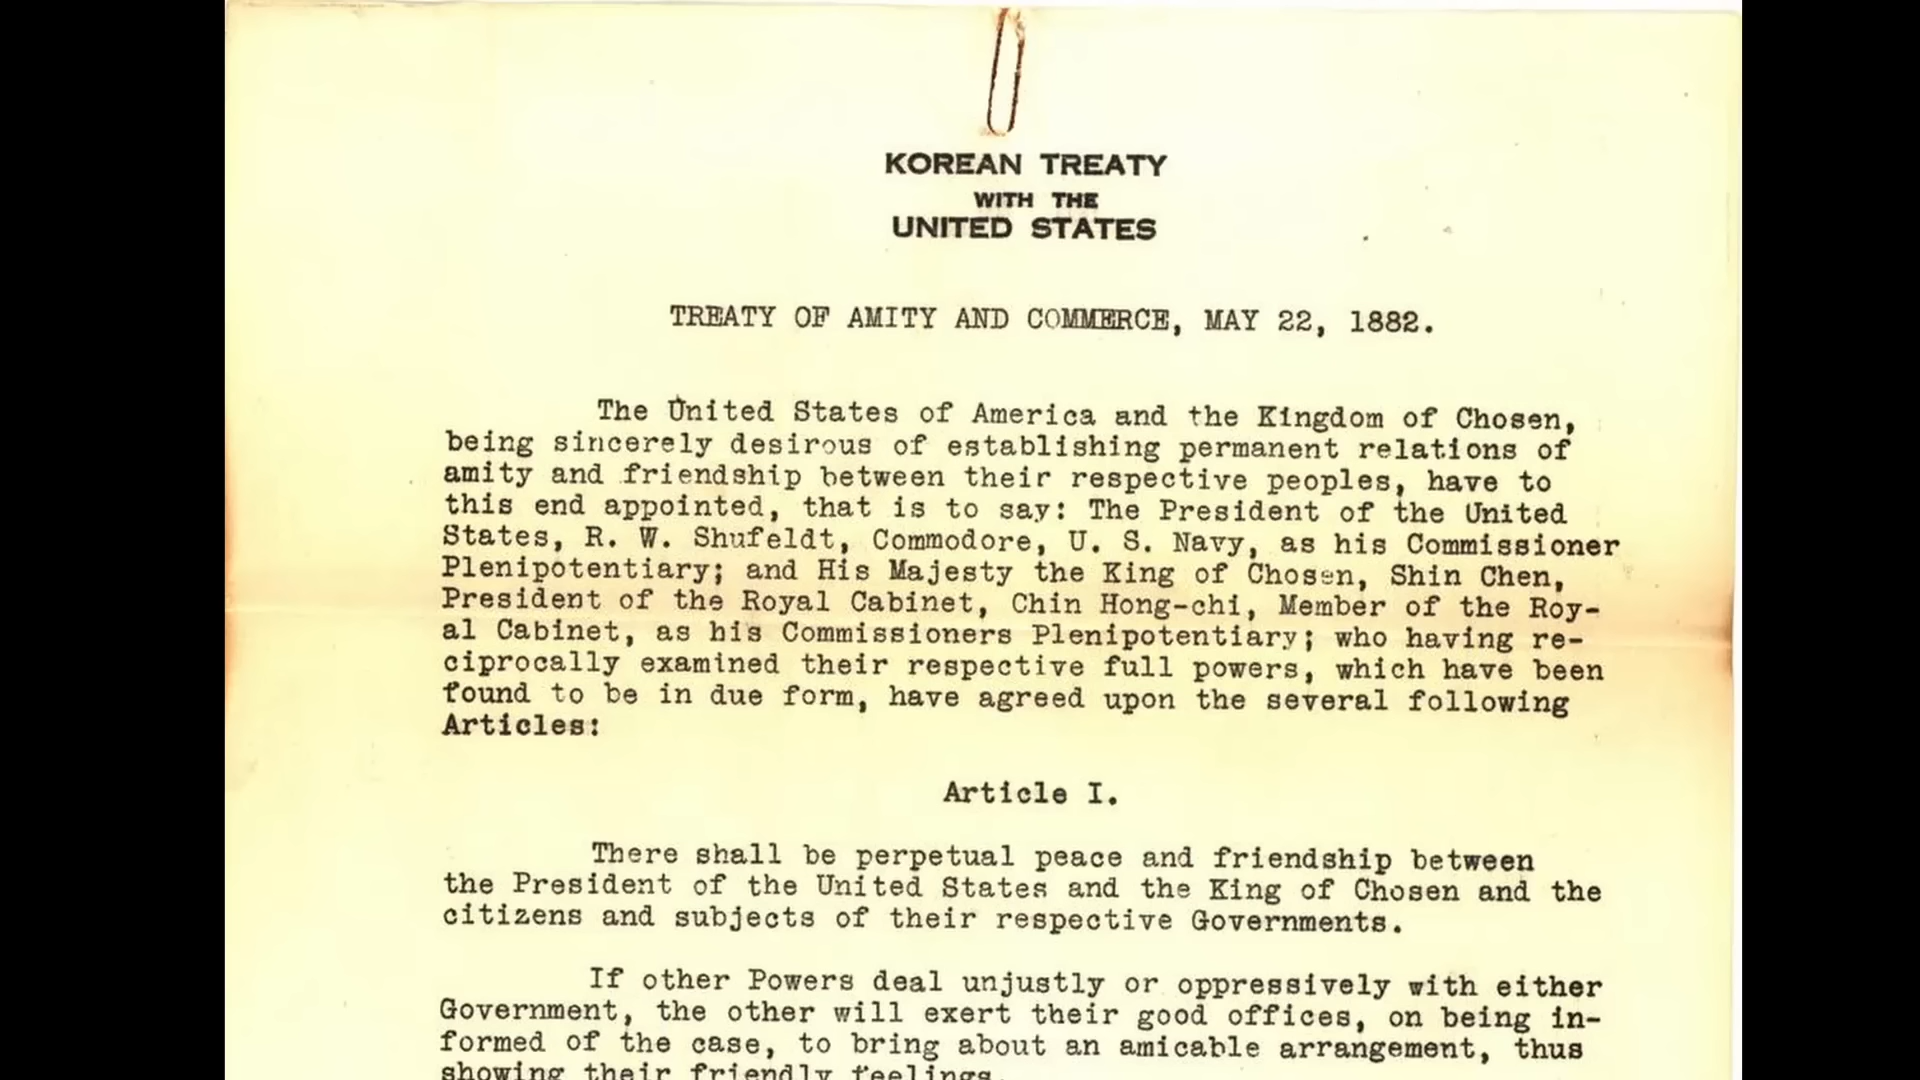 KOREAN TREATY
WITH THE
UNITED STATES
TREATY OF AMITY AND COMMERCE, MAY 22, 1882.
The United States of America and the Kingdom of Chosen,
being sincerely desirous of establishing permanent relations of
amity and friendship between their respective peoples, have to
this end appointed, that is to say: The President of the United
States, R. W. Shufeldt, Commodore, U. S. Navy, as his Commissioner
Plenipotentiary; and His Majesty the King of Chosen, Shin Chen,
President of the Royal Cabinet, Chin Hong-chi, Member of the Roy-
al Cabinet, as his Commissioners Plenipotentiary; who having re-
ciprocally examined their respective full powers, which have been
found to be in due form, have agreed upon the several following
Articles:
Article I.
There shall be perpetual peace and friendship between
the President of the United States and the King of Chosen and the
citizens and subjects of their respective Governments.
If other Powers deal unjustly or oppressively with either
Government, the other will exert their good offices, on being in-
formed of the case, to bring about an amicable arrangement, thus
showing their friendly feelings.